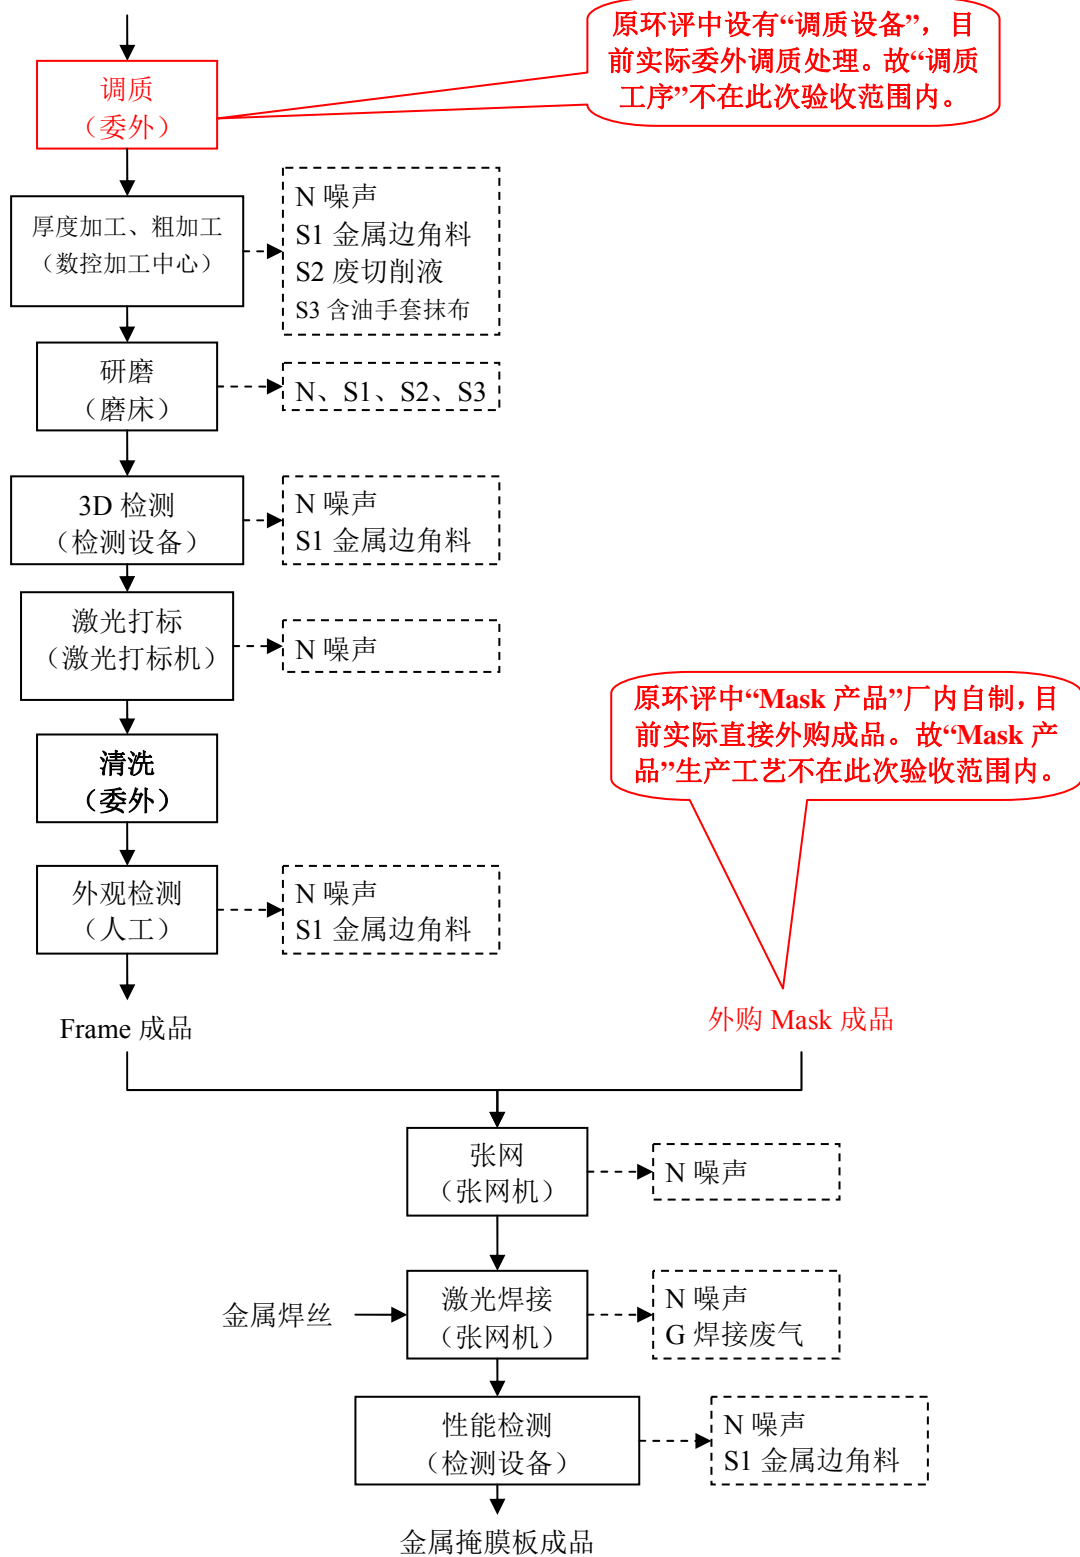 原环评中设有“调质设备”，目
前实际委外调质处理。故“调质
工序”不在此次验收范围内。
调质
（委外）
厚度加工、粗加工
（数控加工中心）
N 噪声
S1 金属边角料
S2 废切削液
S3 含油手套抹布
研磨
（磨床）
N、S1、S2、S3
3D 检测
（检测设备）
N 噪声
S1 金属边角料
激光打标
（激光打标机）
N 噪声
原环评中“Mask 产品”厂内自制，目
前实际直接外购成品。故“Mask 产
品”生产工艺不在此次验收范围内。
清洗
（委外）
外观检测
（人工）
N 噪声
S1 金属边角料
Frame 成品
外购 Mask 成品
张网
（张网机）
N 噪声
金属焊丝
激光焊接
（张网机）
N 噪声
G 焊接废气
性能检测
（检测设备）
N 噪声
S1 金属边角料
金属掩膜板成品